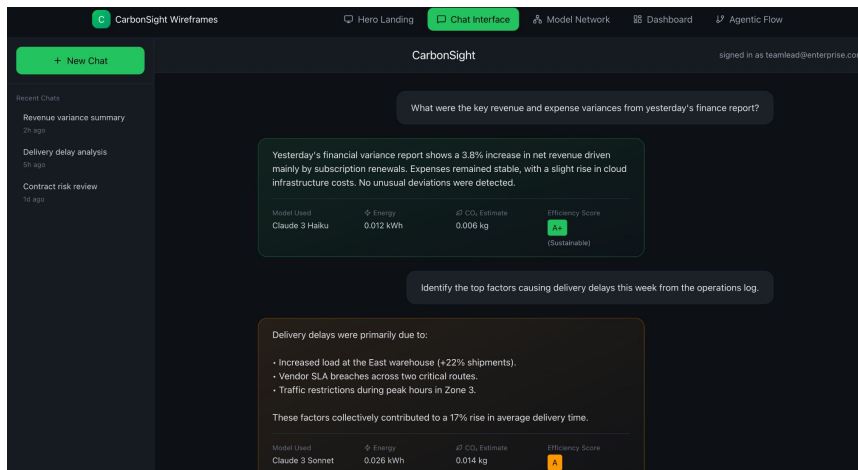 C CarbonSight Wireframes
Hero Landing
Chat Interface
Model Network
Dashboard
Agentic Flow
+ New Chat
CarbonSight
signed in as teamlead@enterprise.co
Recent Chats
Revenue variance summary
2h ago
Delivery delay analysis
5h ago
Contract risk review
1d ago
What were the key revenue and expense variances from yesterday's finance report?
Yesterday's financial variance report shows a 3.8% increase in net revenue driven
mainly by subscription renewals. Expenses remained stable, with a slight rise in cloud
infrastructure costs. No unusual deviations were detected.
Model Used Energy CO₂ Estimate Efficiency Score
Claude 3 Haiku 0.012 kWh 0.006 kg A+
(Sustainable)
Identify the top factors causing delivery delays this week from the operations log.
Delivery delays were primarily due to:
• Increased load at the East warehouse (+22% shipments).
• Vendor SLA breaches across two critical routes.
• Traffic restrictions during peak hours in Zone 3.
These factors collectively contributed to a 17% rise in average delivery time.
Model Used Energy CO₂ Estimate Efficiency Score
Claude 3 Sonnet 0.026 kWh 0.014 kg A